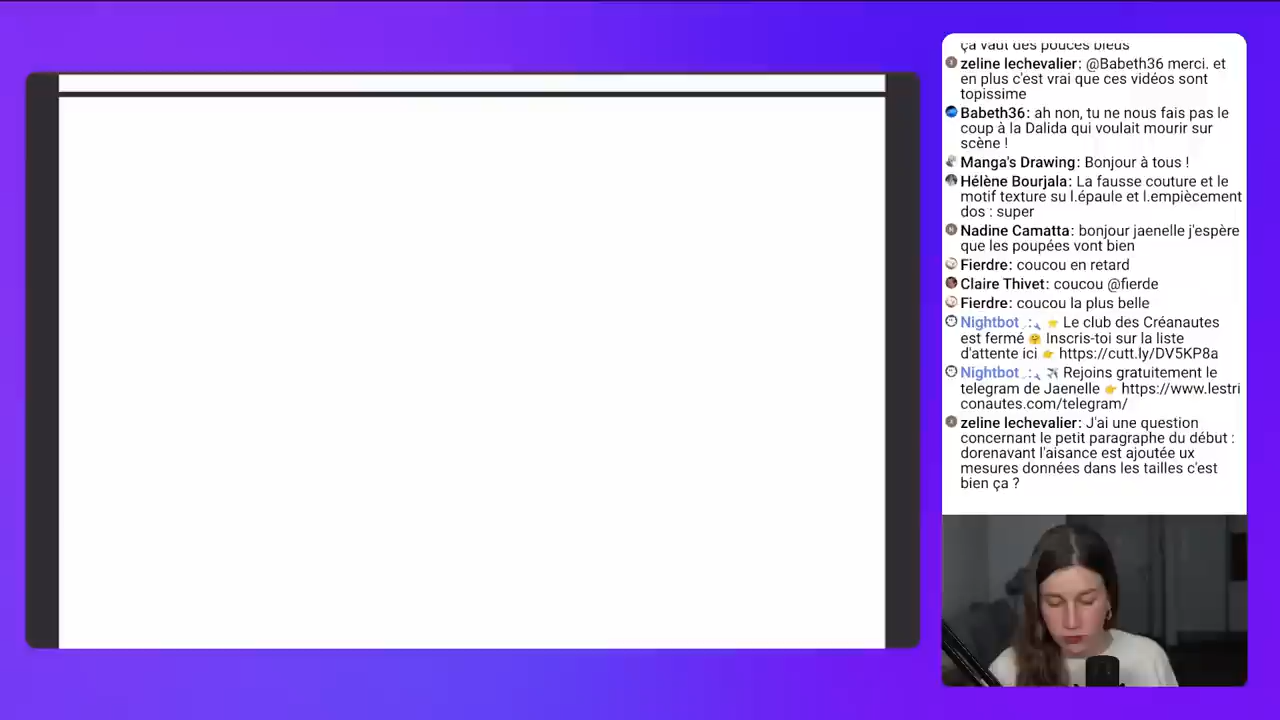 ça vaut des pouces bleus
zeline lechevalier: @Babeth36 merci. et
en plus c'est vrai que ces vidéos sont
topissime
Babeth36: ah non, tu ne nous fais pas le
coup à la Dalida qui voulait mourir sur
scène !
Manga's Drawing: Bonjour à tous !
Hélène Bourjala: La fausse couture et le
motif texture su l.épaule et l.empiècement
dos : super
Nadine Camatta: bonjour jaenelle j'espère
que les poupées vont bien
Fierdre: coucou en retard
Claire Thivet: coucou @fierde
Fierdre: coucou la plus belle
Nightbot : ⭐ Le club des Créanautes
est fermé 🤗 Inscris-toi sur la liste
d'attente ici 👉 https://cutt.ly/DV5KP8a
Nightbot : ✈️ Rejoins gratuitement le
telegram de Jaenelle 👉 https://www.lestri
conautes.com/telegram/
zeline lechevalier: J'ai une question
concernant le petit paragraphe du début :
dorenavant l'aisance est ajoutée ux
mesures données dans les tailles c'est
bien ça ?